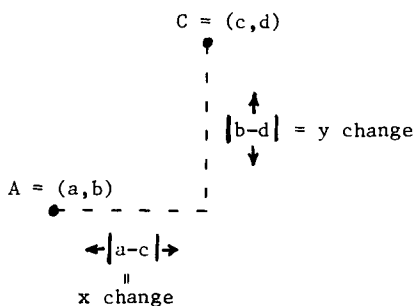 C = (c,d)
|b-d| = y change
A = (a,b)
|a-c|
=
x change